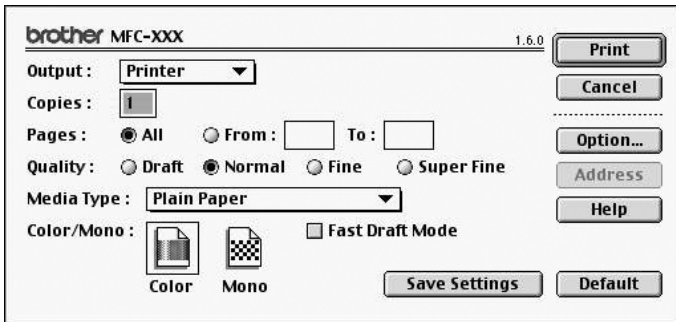 brother MFC-XXX 1.6.0 Print
Output : Printer Cancel
Copies : 1
Pages : All From : To : Option...
Quality : Draft Normal Fine Super Fine Address
Media Type : Plain Paper Help
Color/Mono : Fast Draft Mode
Color Mono Save Settings Default